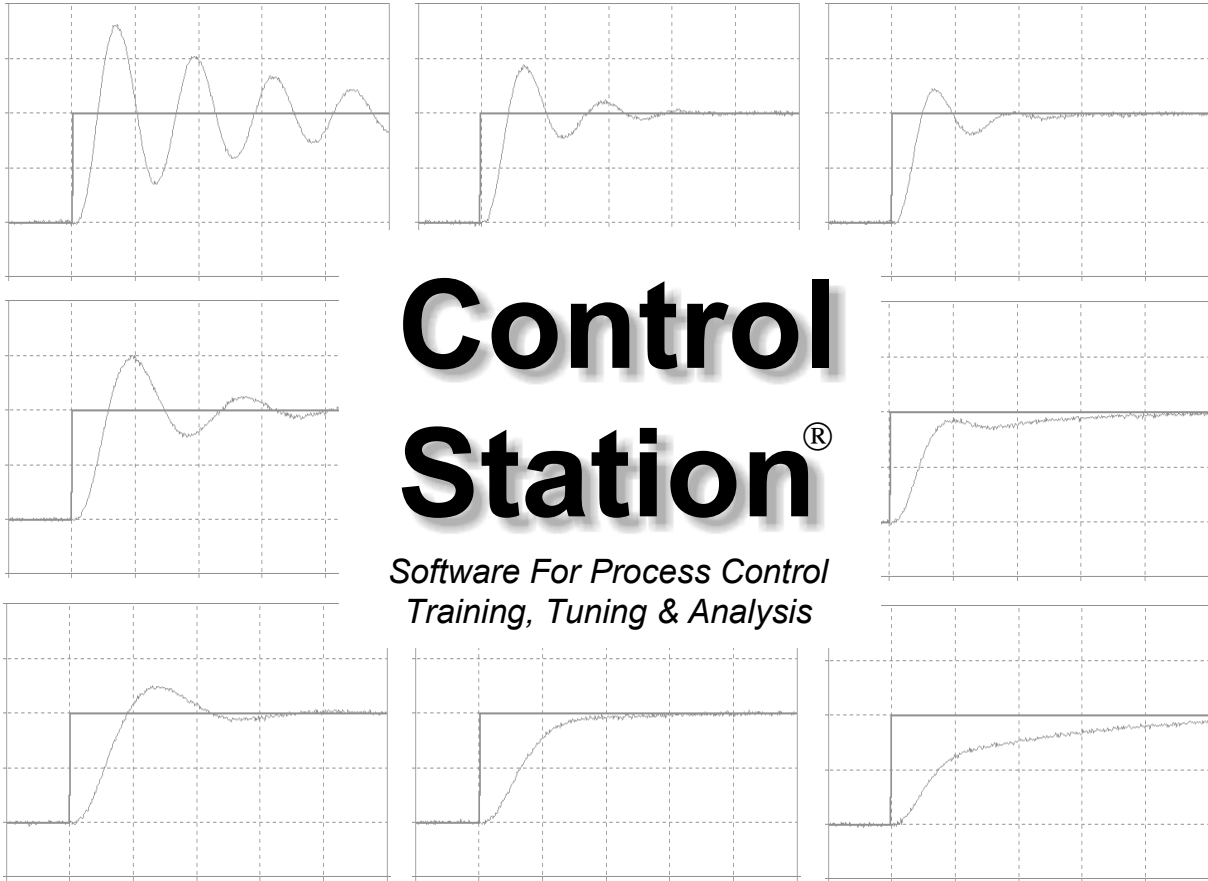 Control
Station®
Software For Process Control
Training, Tuning & Analysis